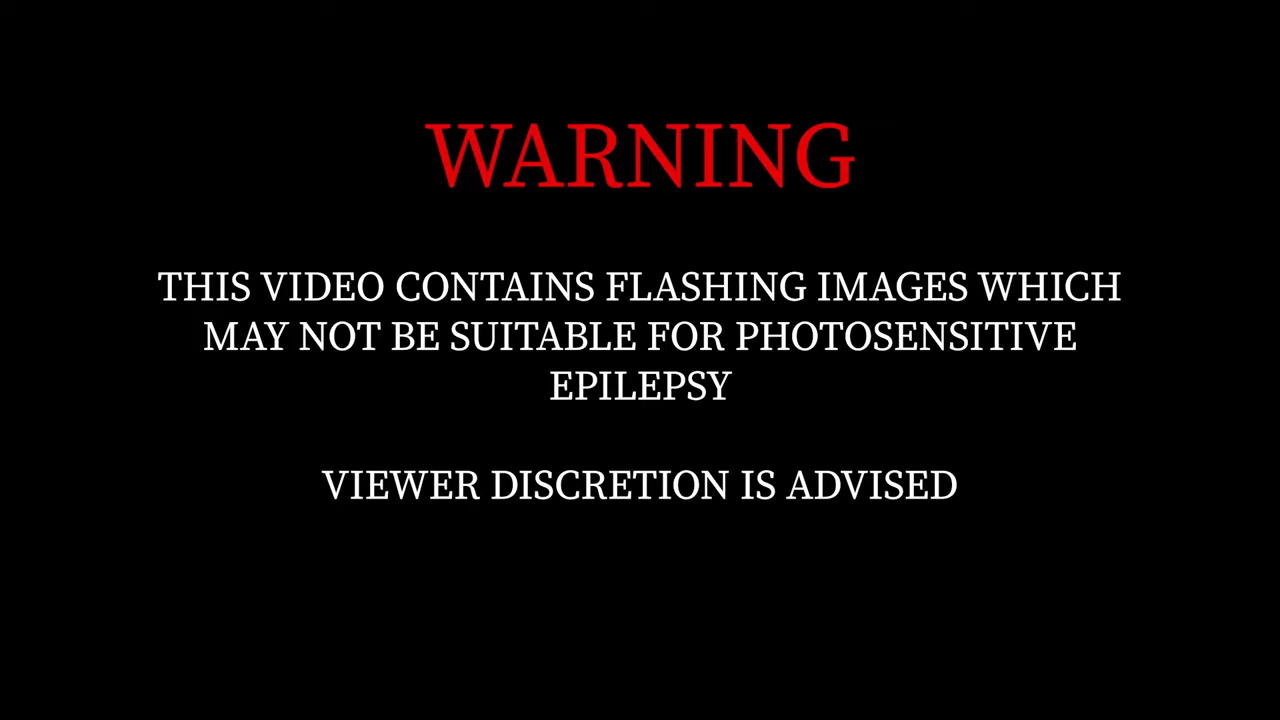 WARNING
THIS VIDEO CONTAINS FLASHING IMAGES WHICH
MAY NOT BE SUITABLE FOR PHOTOSENSITIVE
EPILEPSY
VIEWER DISCRETION IS ADVISED